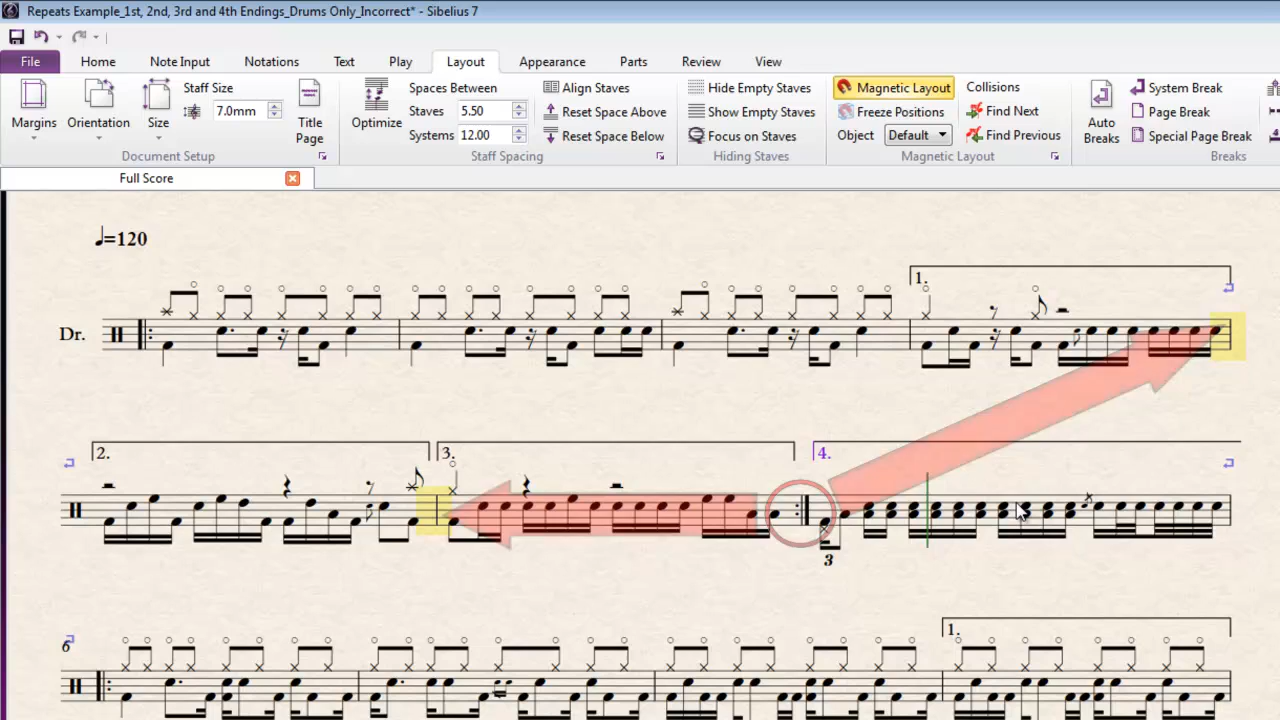 Repeats Example_1st, 2nd, 3rd and 4th Endings_Drums Only_Incorrect* - Sibelius 7
File Home Note Input Notations Text Play Layout Appearance Parts Review View
Margins
Orientation
Size
Staff Size
7.0mm
Title
Page
Document Setup
Optimize
Spaces Between
Staves 5.50
Systems 12.00
Align Staves
Reset Space Above
Reset Space Below
Staff Spacing
Hide Empty Staves
Show Empty Staves
Focus on Staves
Hiding Staves
Magnetic Layout
Freeze Positions
Object Default
Collisions
Find Next
Find Previous
Magnetic Layout
Auto
Breaks
System Break
Page Break
Special Page Break
Breaks
Full Score
♩=120
1.
Dr.
2. 3. 4.
3
6
1.